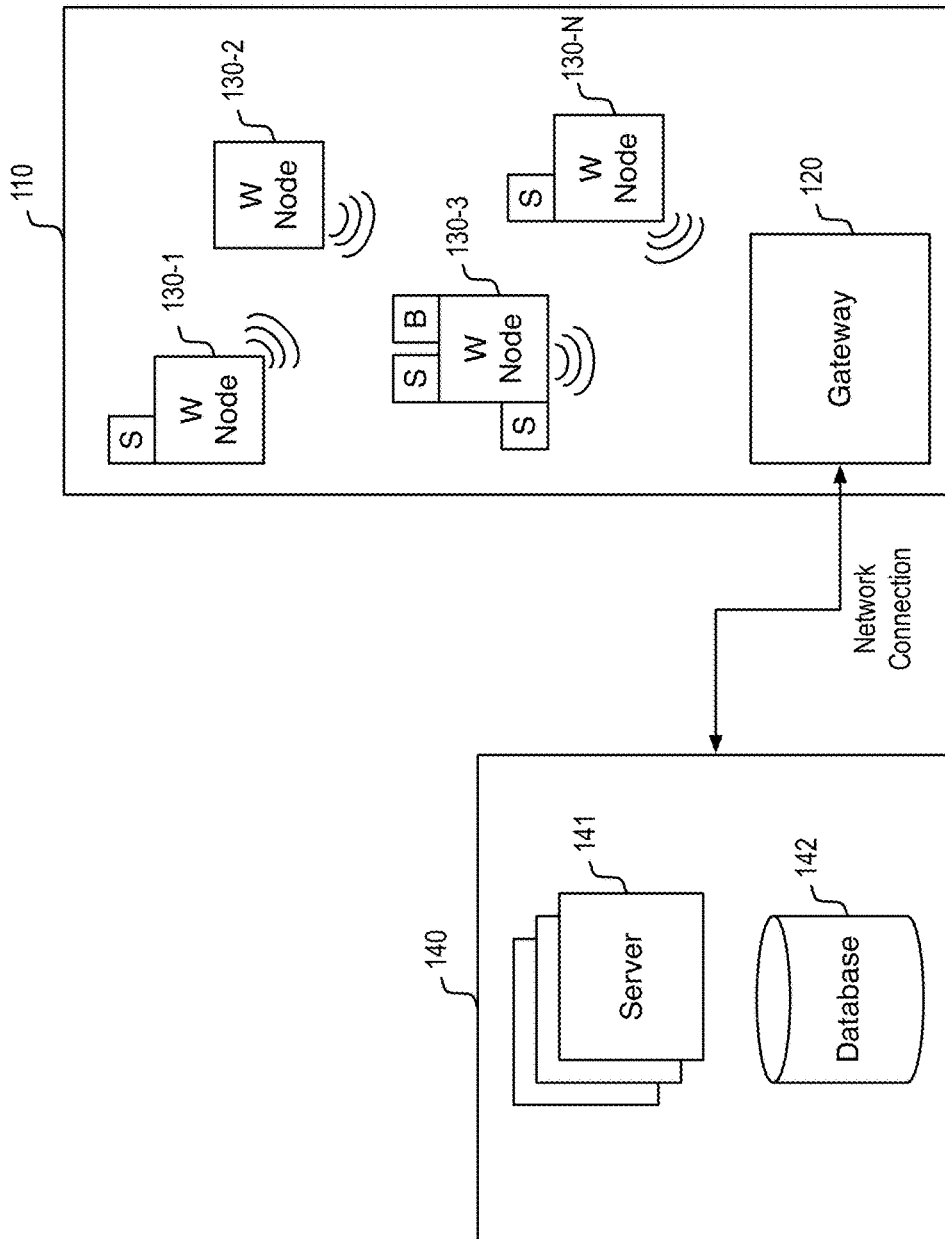 110
S
130-1
W
Node
130-2
W
Node
S
B
130-3
W
Node
S
S
130-N
W
Node
120
Gateway
Network
Connection
140
141
Server
142
Database